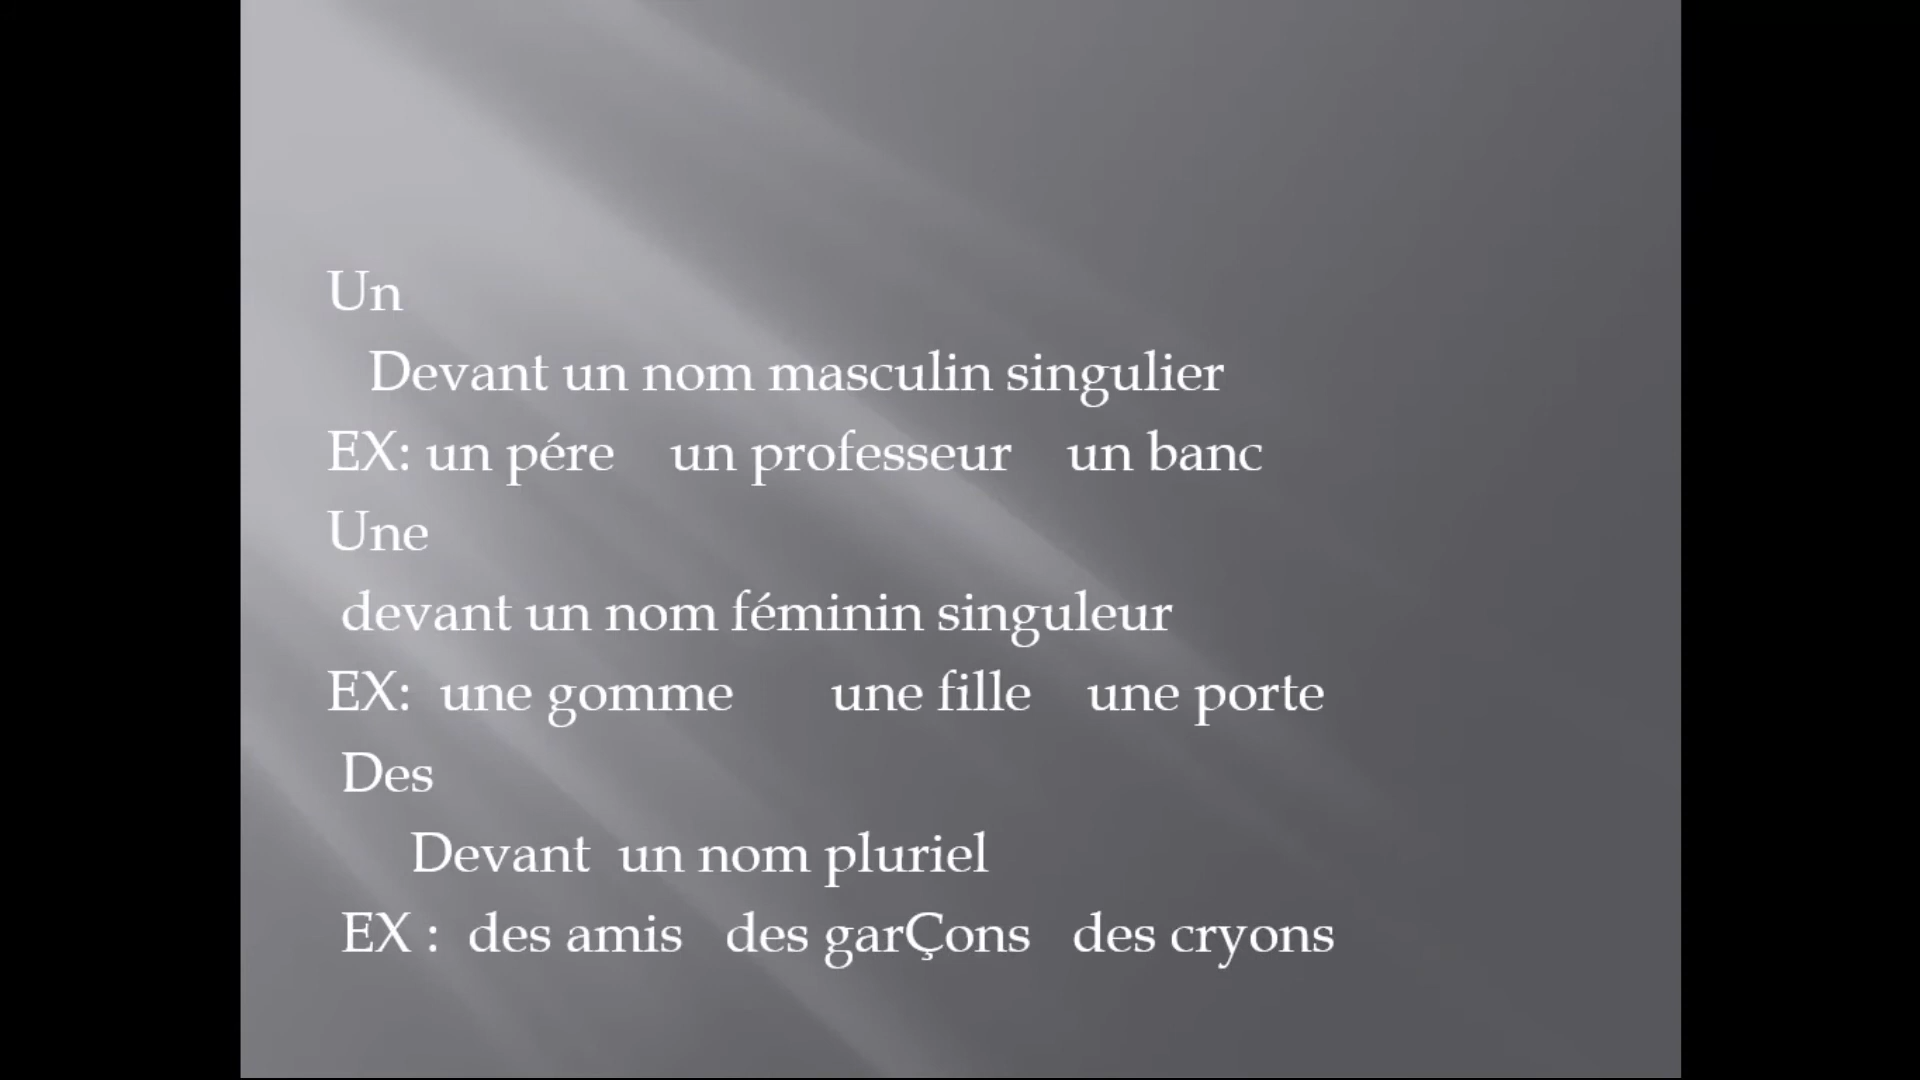 Un
Devant un nom masculin singulier
EX: un pére un professeur un banc
Une
devant un nom féminin singuleur
EX: une gomme une fille une porte
Des
Devant un nom pluriel
EX : des amis des garÇons des cryons